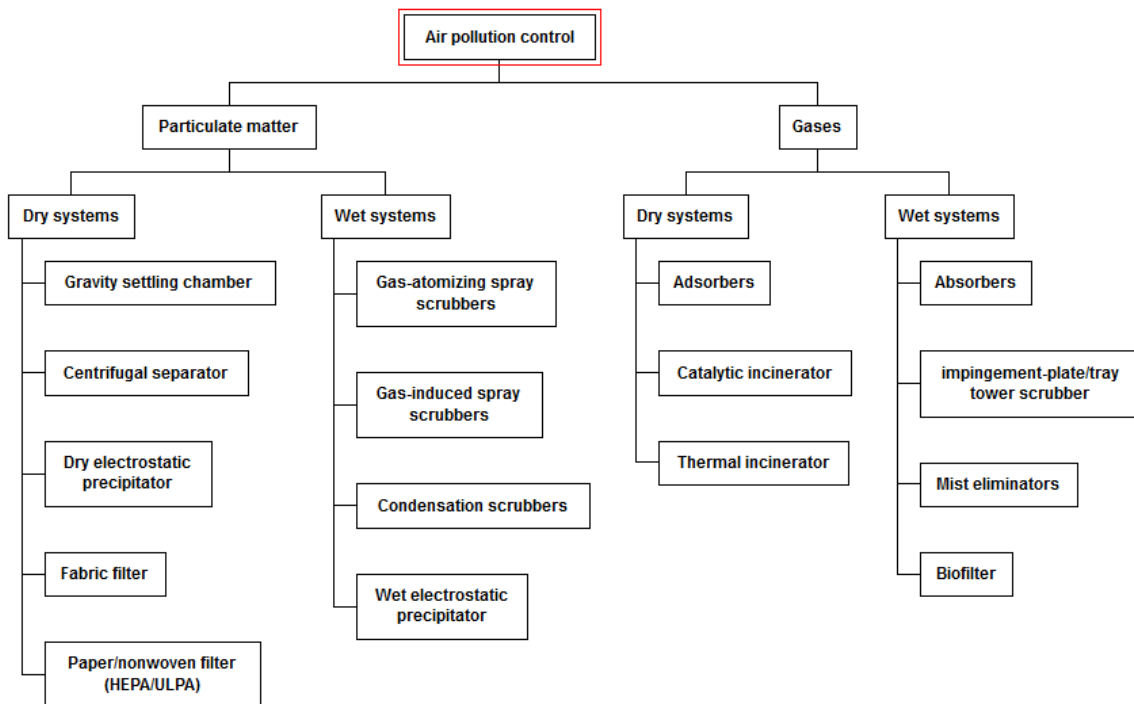 Air pollution control
Particulate matter
Gases
Dry systems
Wet systems
Dry systems
Wet systems
Gravity settling chamber
Centrifugal separator
Dry electrostatic
precipitator
Fabric filter
Paper/nonwoven filter
(HEPA/ULPA)
Gas-atomizing spray
scrubbers
Gas-induced spray
scrubbers
Condensation scrubbers
Wet electrostatic
precipitator
Adsorbers
Catalytic incinerator
Thermal incinerator
Absorbers
impingement-plate/tray
tower scrubber
Mist eliminators
Biofilter